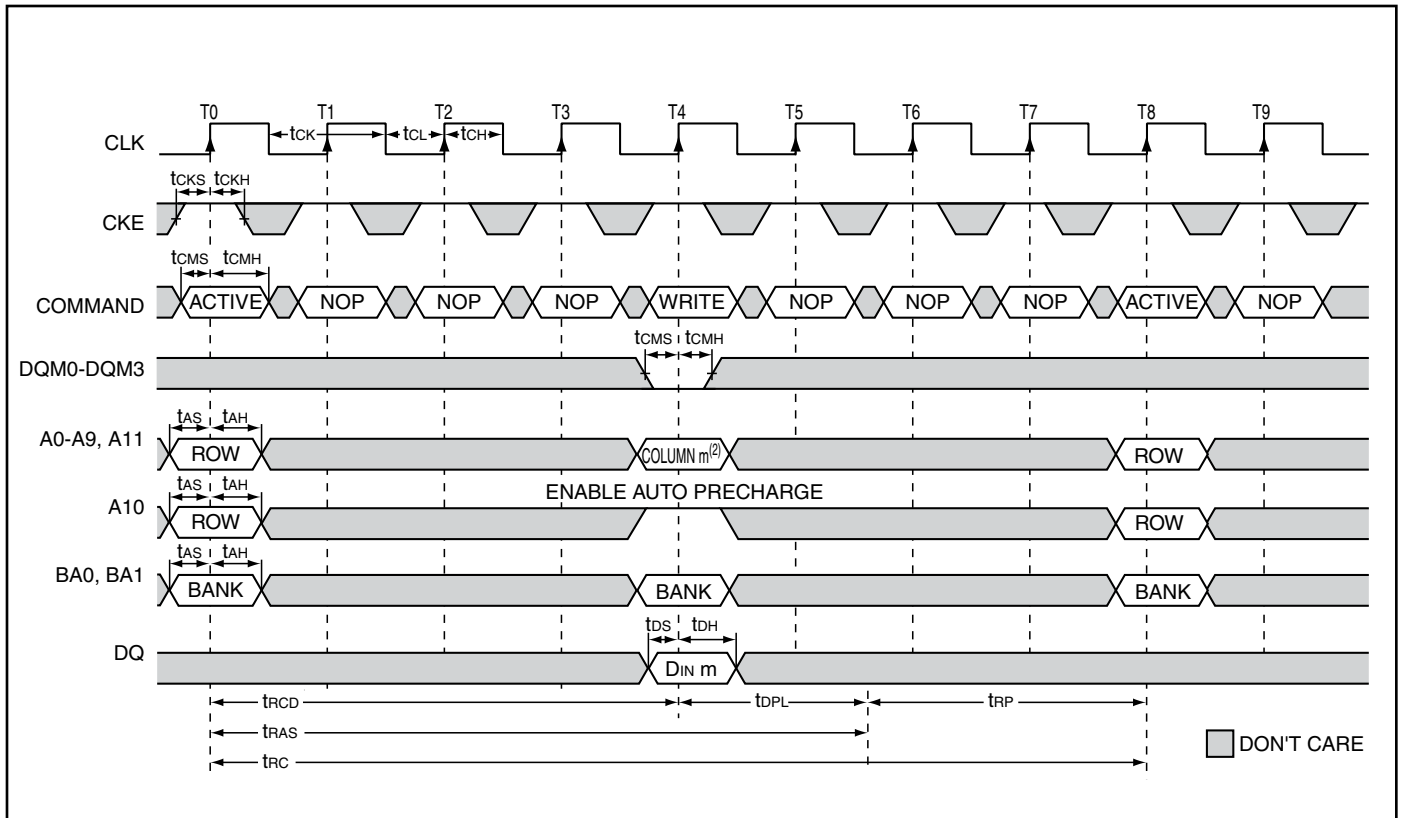 T0 T1 T2 T3 T4 T5 T6 T7 T8 T9
CLK tCK tCL tCH
tCKS tCKH
CKE
tCMS tCMH
COMMAND ACTIVE NOP NOP NOP WRITE NOP NOP NOP ACTIVE NOP
tCMS tCMH
DQM0-DQM3
tAS tAH
A0-A9, A11 ROW COLUMN m(2) ROW
tAS tAH ENABLE AUTO PRECHARGE
A10 ROW ROW
tAS tAH
BA0, BA1 BANK BANK BANK
tDS tDH
DQ DIN m
tRCD tDPL tRP
tRAS
DON'T CARE
tRC